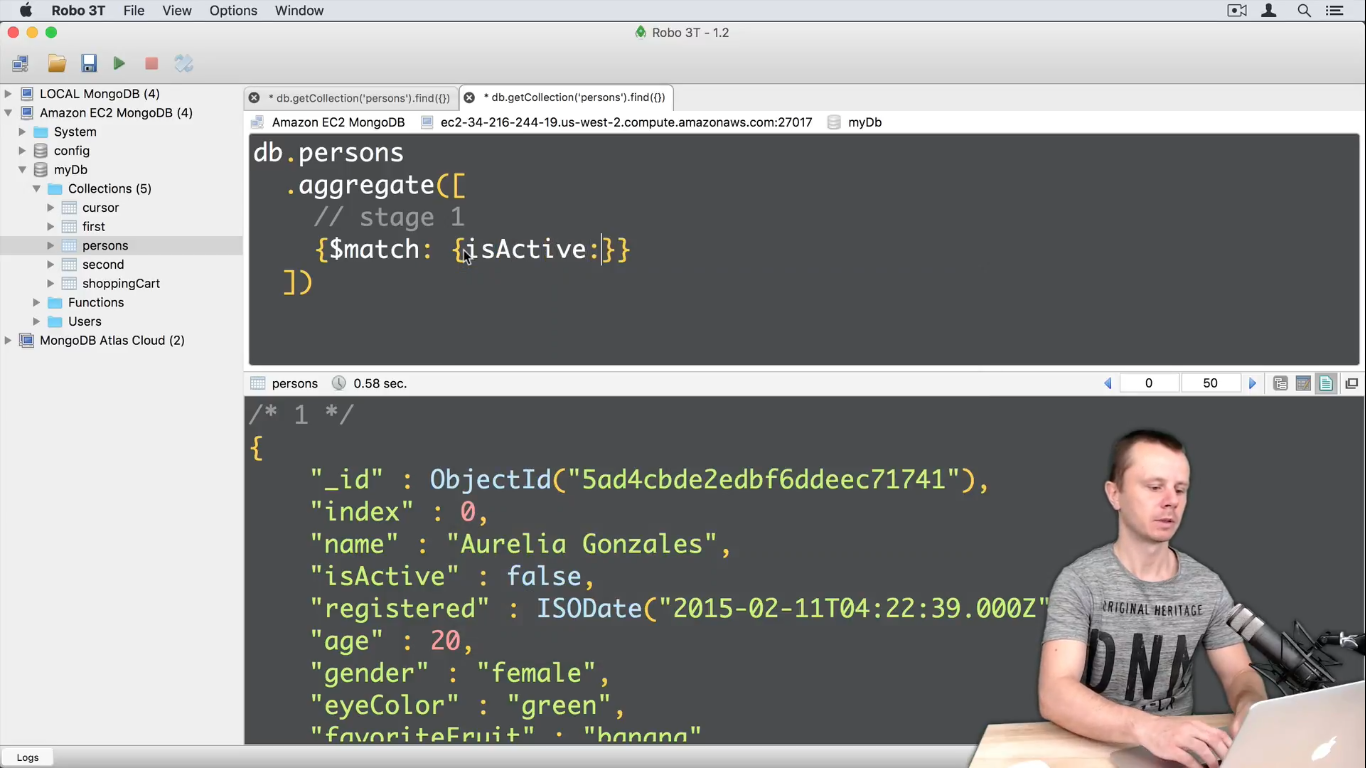 Robo 3T File View Options Window
Robo 3T - 1.2
LOCAL MongoDB (4)
Amazon EC2 MongoDB (4)
System
config
myDb
Collections (5)
cursor
first
persons
second
shoppingCart
Functions
Users
MongoDB Atlas Cloud (2)
* db.getCollection('persons').find({}) * db.getCollection('persons').find({})
Amazon EC2 MongoDB ec2-34-216-244-19.us-west-2.compute.amazonaws.com:27017 myDb
db.persons
.aggregate([
// stage 1
{$match: {isActive:}}
])
persons 0.58 sec. 0 50
/* 1 */
{
"_id" : ObjectId("5ad4cbde2edbf6ddeec71741"),
"index" : 0,
"name" : "Aurelia Gonzales",
"isActive" : false,
"registered" : ISODate("2015-02-11T04:22:39.000Z"
"age" : 20,
"gender" : "female",
"eyeColor" : "green",
"favoriteFruit" : "banana"
ORIGINAL HERITAGE
DNM
Logs